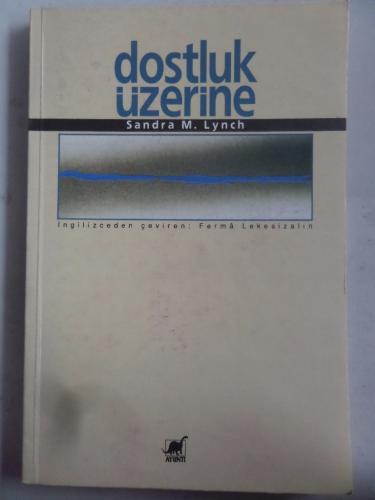 dostluk
üzerine
Sandra M. Lynch
İngilizceden çeviren: Fermâ Lekesizalın
AYRINTI